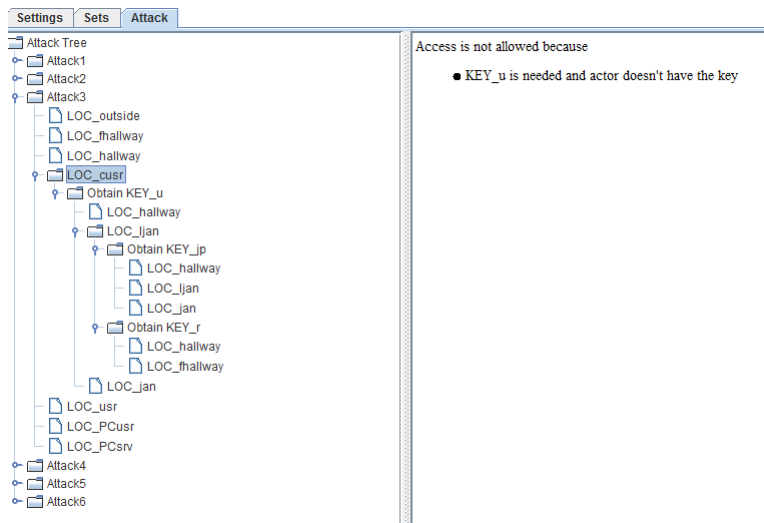 Settings Sets Attack
Attack Tree
Attack1
Attack2
Attack3
LOC_outside
LOC_fhallway
LOC_hallway
LOC_cusr
Obtain KEY_u
LOC_hallway
LOC_ljan
Obtain KEY_jp
LOC_hallway
LOC_ljan
LOC_jan
Obtain KEY_r
LOC_hallway
LOC_fhallway
LOC_jan
LOC_usr
LOC_PCusr
LOC_PCsrv
Attack4
Attack5
Attack6
Access is not allowed because
● KEY_u is needed and actor doesn't have the key